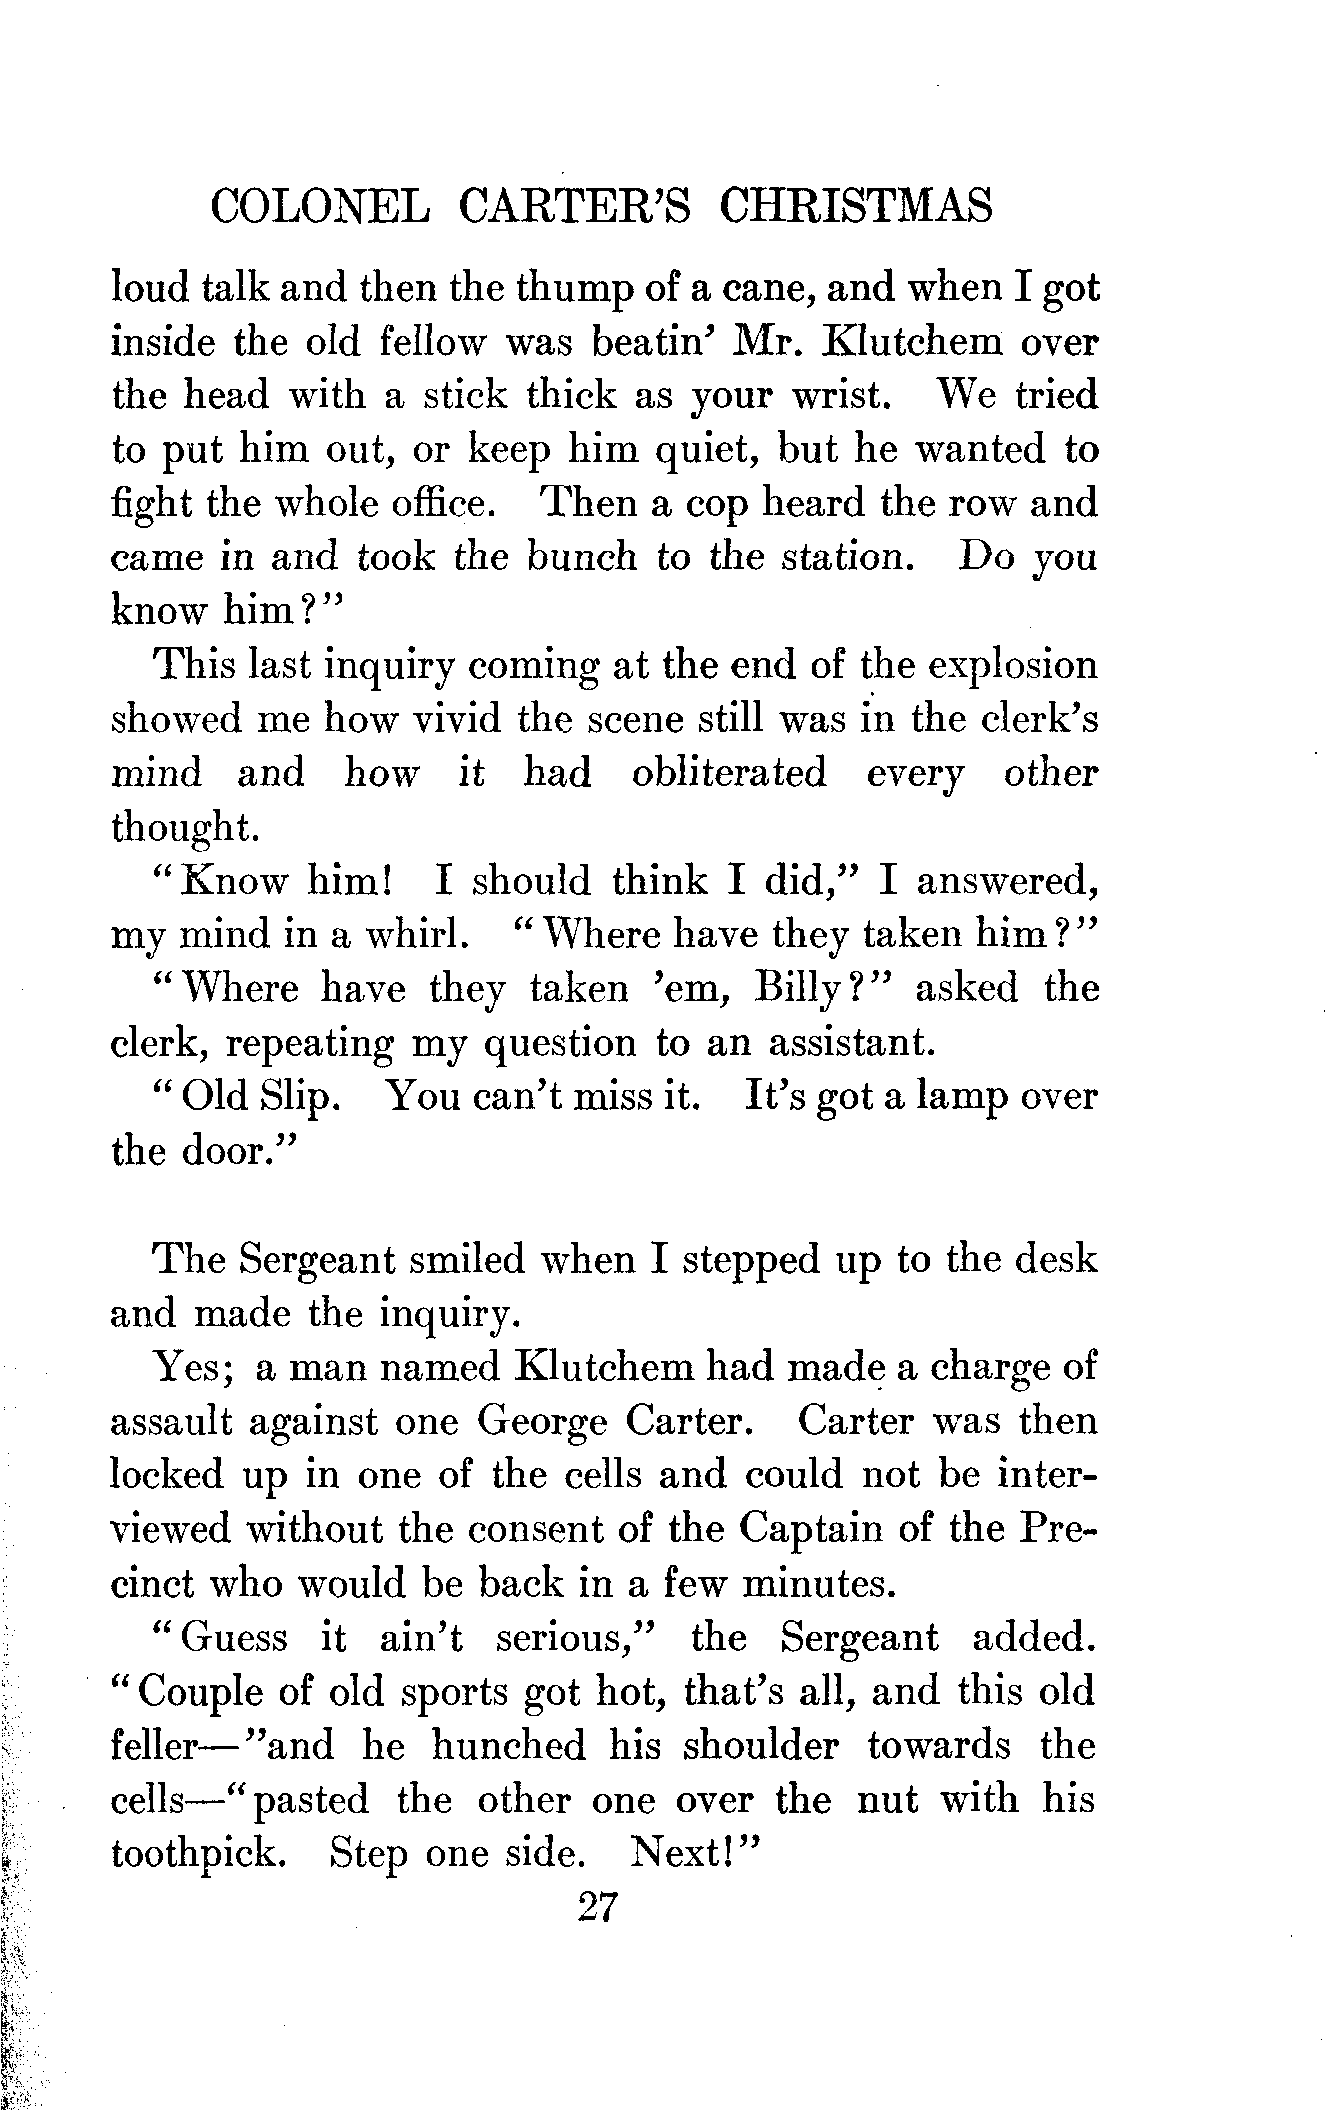 COLONEL CARTER'S CHRISTMAS
loud talk and then the thump of a cane, and when I got
inside the old fellow was beatin' Mr. Klutchem over
the head with a stick thick as your wrist. We tried
to put him out, or keep him quiet, but he wanted to
fight the whole office. Then a cop heard the row and
came in and took the bunch to the station. Do you
know him?"
This last inquiry coming at the end of the explosion
showed me how vivid the scene still was in the clerk's
mind and how it had obliterated every other
thought.
"Know him! I should think I did," I answered,
my mind in a whirl. "Where have they taken him?"
"Where have they taken 'em, Billy?" asked the
clerk, repeating my question to an assistant.
"Old Slip. You can't miss it. It's got a lamp over
the door."
The Sergeant smiled when I stepped up to the desk
and made the inquiry.
Yes; a man named Klutchem had made a charge of
assault against one George Carter. Carter was then
locked up in one of the cells and could not be inter-
viewed without the consent of the Captain of the Pre-
cinct who would be back in a few minutes.
"Guess it ain't serious," the Sergeant added.
"Couple of old sports got hot, that's all, and this old
feller—"and he hunched his shoulder towards the
cells—"pasted the other one over the nut with his
toothpick. Step one side. Next!"
27